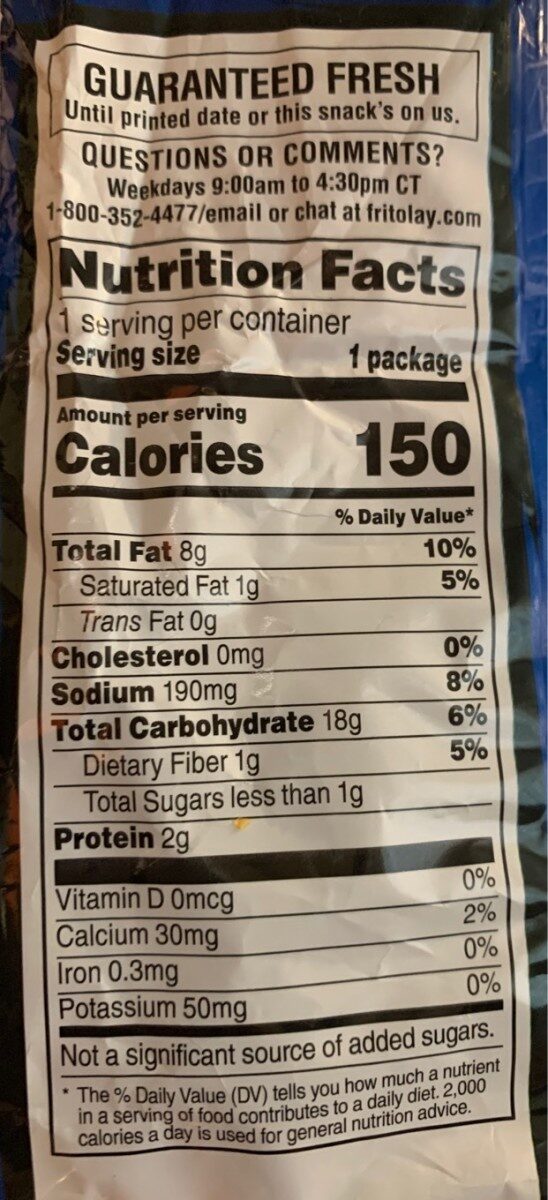 GUARANTEED FRESH
Until printed date or this snack's on us.
QUESTIONS OR COMMENTS?
Weekdays 9:00am to 4:30pm CT
1-800-352-4477/email or chat at fritolay.com
Nutrition Facts
1 serving per container
Serving size 1 package
Amount per serving
Calories 150
% Daily Value*
Total Fat 8g 10%
Saturated Fat 1g 5%
Trans Fat 0g
Cholesterol 0mg 0%
Sodium 190mg 8%
Total Carbohydrate 18g 6%
Dietary Fiber 1g 5%
Total Sugars less than 1g
Protein 2g
Vitamin D 0mcg 0%
Calcium 30mg 2%
Iron 0.3mg 0%
Potassium 50mg 0%
Not a significant source of added sugars.
* The % Daily Value (DV) tells you how much a nutrient
in a serving of food contributes to a daily diet. 2,000
calories a day is used for general nutrition advice.